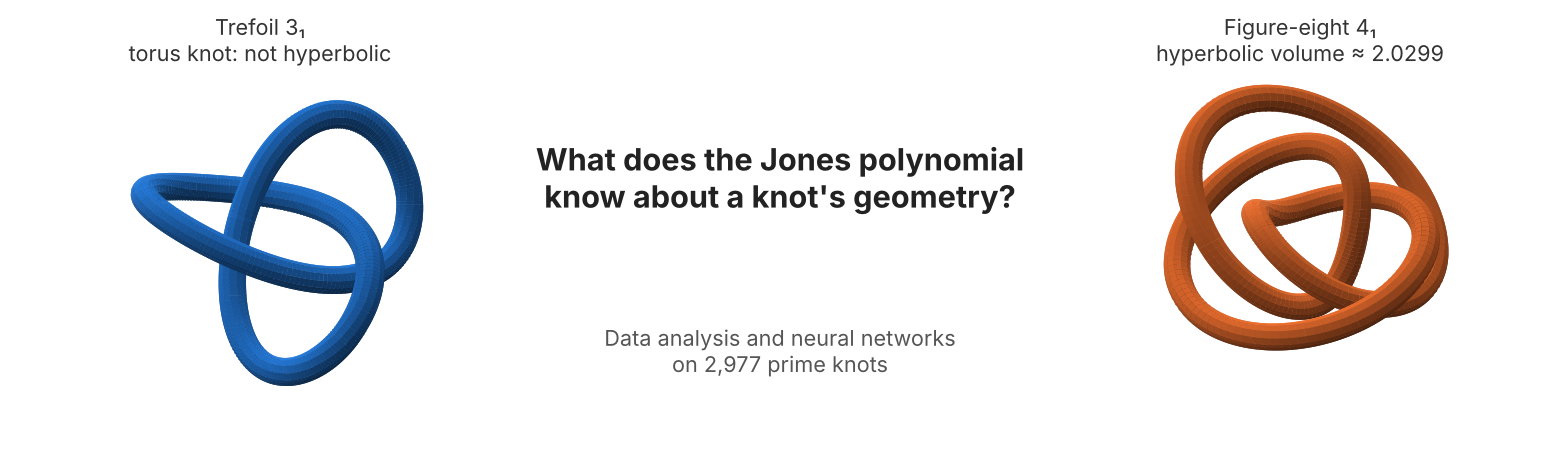 Trefoil 3₁
torus knot: not hyperbolic
What does the Jones polynomial
know about a knot's geometry?
Data analysis and neural networks
on 2,977 prime knots
Figure-eight 4₁
hyperbolic volume ≈ 2.0299